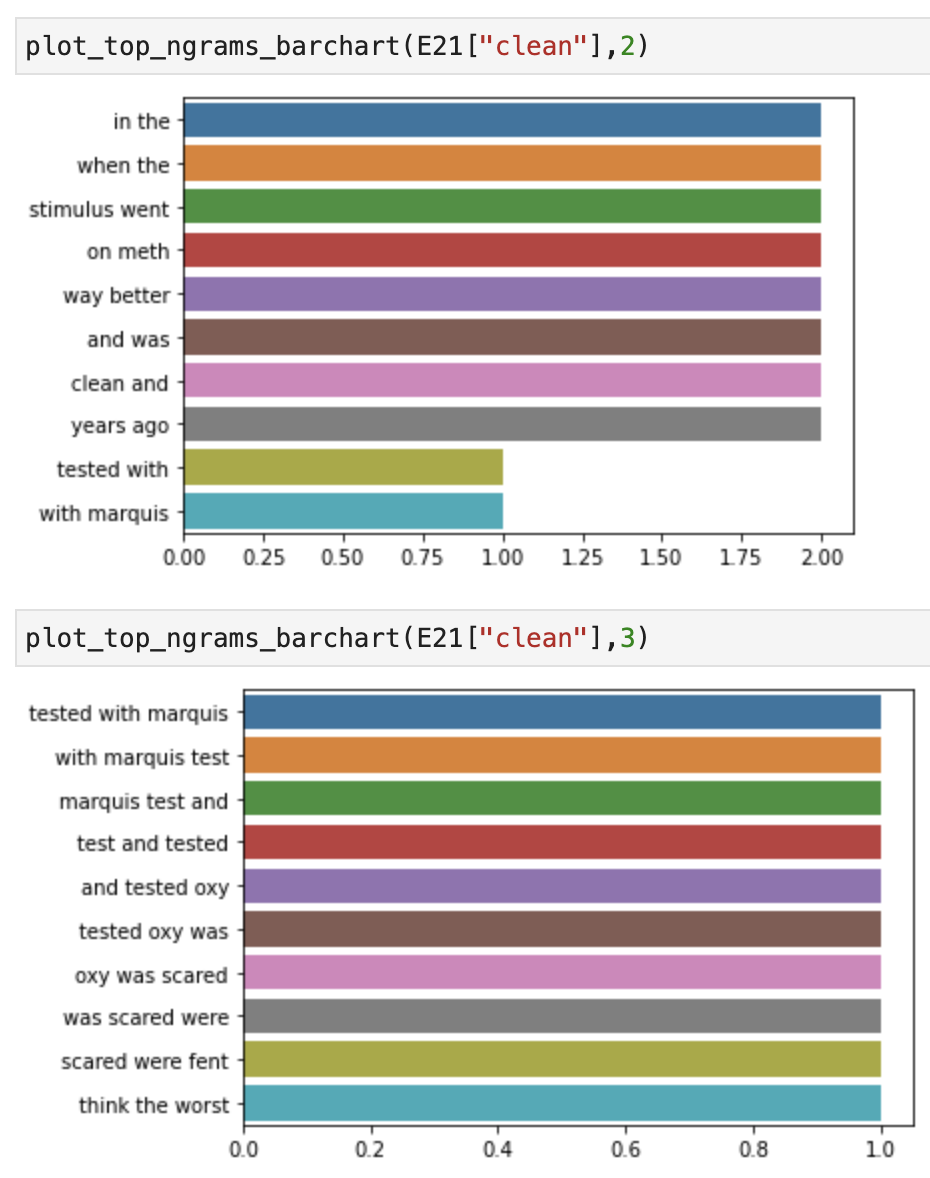 plot_top_ngrams_barchart(E21["clean"],2)
in the
when the
stimulus went
on meth
way better
and was
clean and
years ago
tested with
with marquis
0.00 0.25 0.50 0.75 1.00 1.25 1.50 1.75 2.00
plot_top_ngrams_barchart(E21["clean"],3)
tested with marquis
with marquis test
marquis test and
test and tested
and tested oxy
tested oxy was
oxy was scared
was scared were
scared were fent
think the worst
0.0 0.2 0.4 0.6 0.8 1.0